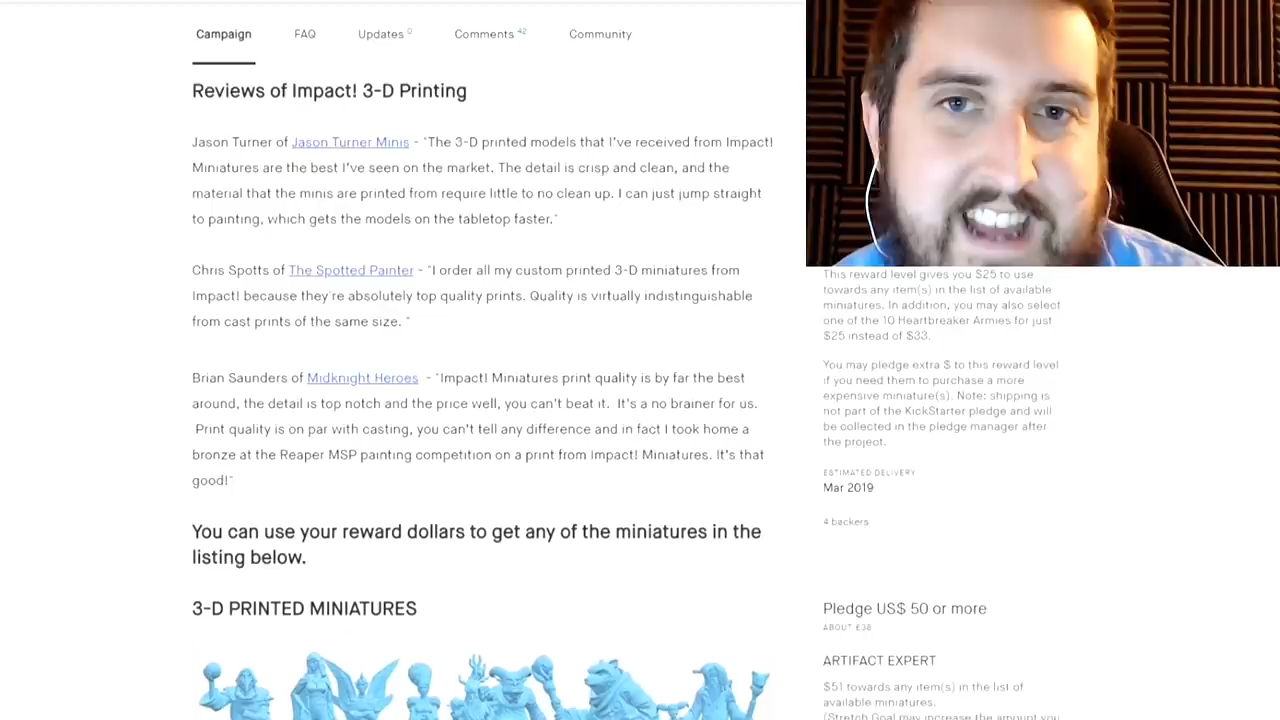 Campaign FAQ Updates 0 Comments 42 Community
Reviews of Impact! 3-D Printing
Jason Turner of Jason Turner Minis - "The 3-D printed models that I've received from Impact!
Miniatures are the best I've seen on the market. The detail is crisp and clean, and the
material that the minis are printed from require little to no clean up. I can just jump straight
to painting, which gets the models on the tabletop faster."
Chris Spotts of The Spotted Painter - "I order all my custom printed 3-D miniatures from
Impact! because they're absolutely top quality prints. Quality is virtually indistinguishable
from cast prints of the same size. "
Brian Saunders of Midknight Heroes - "Impact! Miniatures print quality is by far the best
around, the detail is top notch and the price well, you can't beat it. It's a no brainer for us.
Print quality is on par with casting, you can't tell any difference and in fact I took home a
bronze at the Reaper MSP painting competition on a print from Impact! Miniatures. It's that
good!"
You can use your reward dollars to get any of the miniatures in the
listing below.
3-D PRINTED MINIATURES
This reward level gives you $25 to use
towards any item(s) in the list of available
miniatures. In addition, you may also select
one of the 10 Heartbreaker Armies for just
$25 instead of $33.
You may pledge extra $ to this reward level
if you need them to purchase a more
expensive miniature(s). Note: shipping is
not part of the KickStarter pledge and will
be collected in the pledge manager after
the project.
ESTIMATED DELIVERY
Mar 2019
4 backers
Pledge US$ 50 or more
ABOUT £38
ARTIFACT EXPERT
$51 towards any item(s) in the list of
available miniatures.
(Stretch Goal may increase the amount you